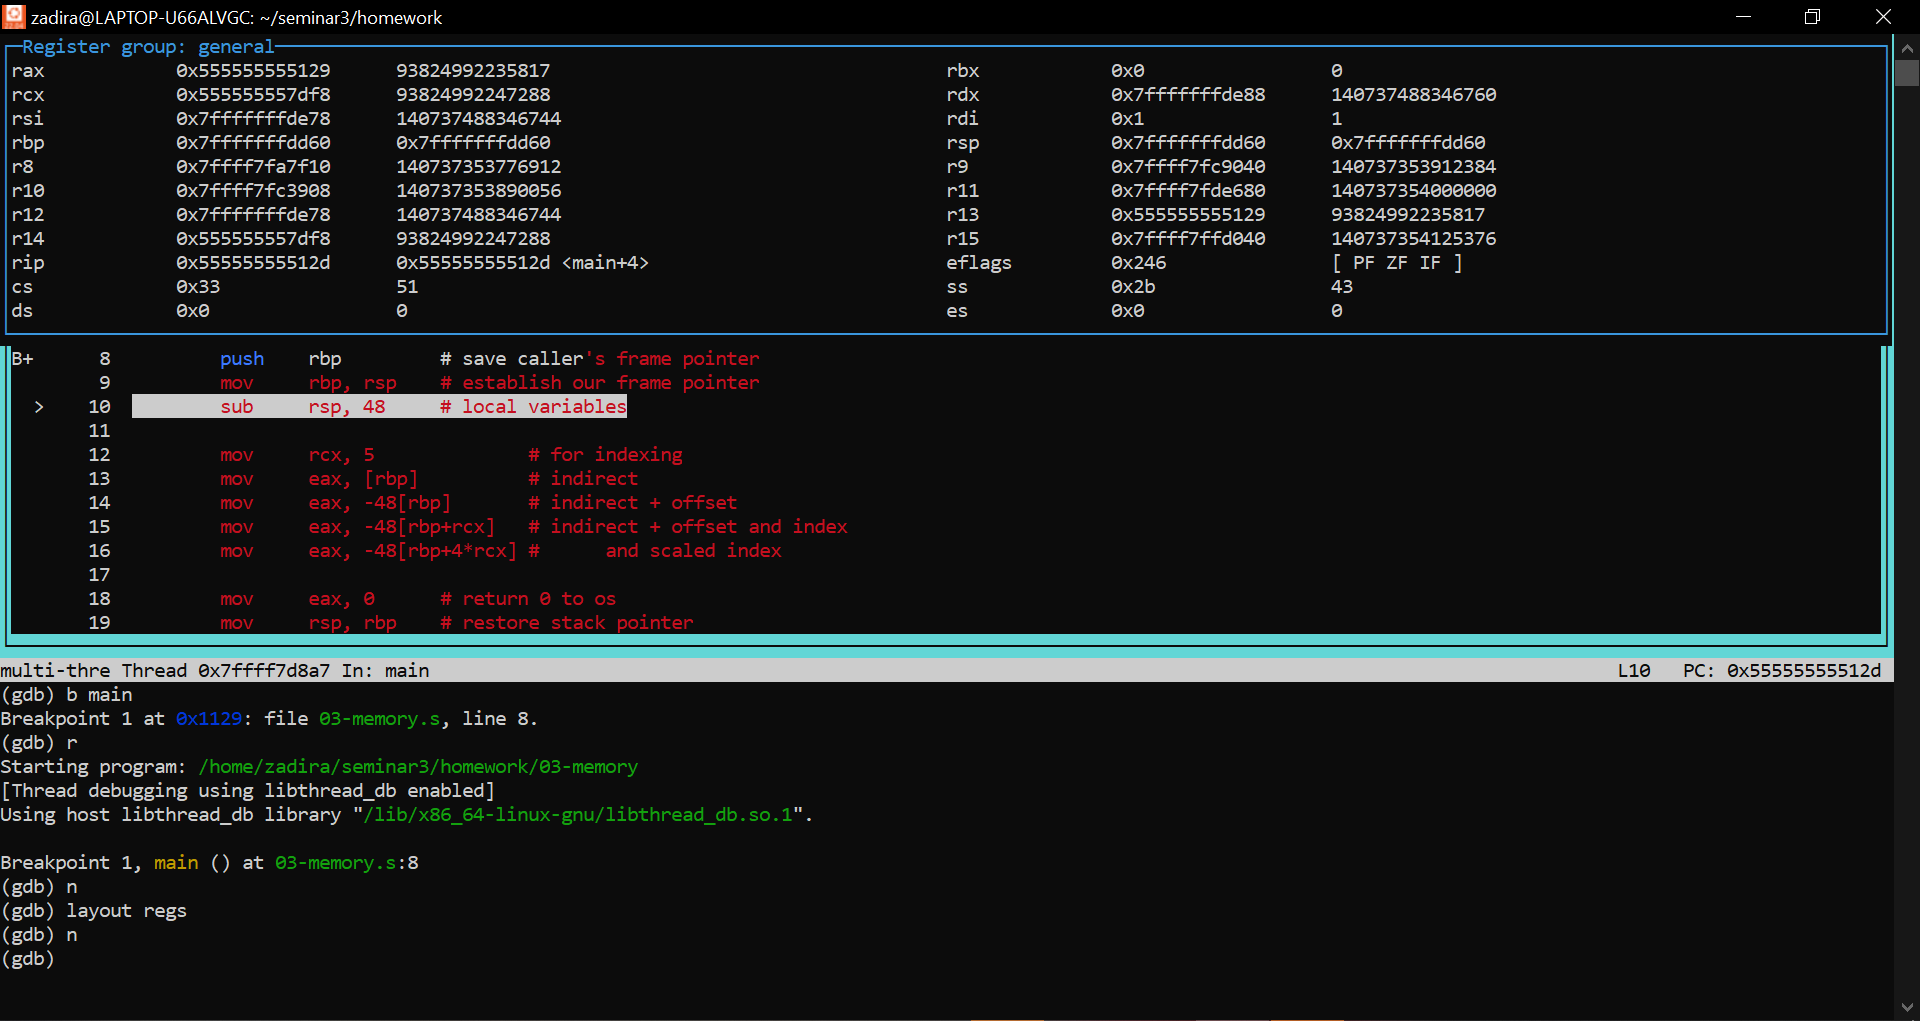 zadira@LAPTOP-U66ALVGC: ~/seminar3/homework
Register group: general
rax 0x555555555129 93824992235817 rbx 0x0 0
rcx 0x555555557df8 93824992247288 rdx 0x7fffffffde88 140737488346760
rsi 0x7fffffffde78 140737488346744 rdi 0x1 1
rbp 0x7fffffffdd60 0x7fffffffdd60 rsp 0x7fffffffdd60 0x7fffffffdd60
r8 0x7ffff7fa7f10 140737353776912 r9 0x7ffff7fc9040 140737353912384
r10 0x7ffff7fc3908 140737353890056 r11 0x7ffff7fde680 140737354000000
r12 0x7fffffffde78 140737488346744 r13 0x555555555129 93824992235817
r14 0x555555557df8 93824992247288 r15 0x7ffff7ffd040 140737354125376
rip 0x55555555512d 0x55555555512d <main+4> eflags 0x246 [ PF ZF IF ]
cs 0x33 51 ss 0x2b 43
ds 0x0 0 es 0x0 0
B+ 8 push rbp # save caller's frame pointer
9 mov rbp, rsp # establish our frame pointer
> 10 sub rsp, 48 # local variables
11
12 mov rcx, 5 # for indexing
13 mov eax, [rbp] # indirect
14 mov eax, -48[rbp] # indirect + offset
15 mov eax, -48[rbp+rcx] # indirect + offset and index
16 mov eax, -48[rbp+4*rcx] # and scaled index
17
18 mov eax, 0 # return 0 to os
19 mov rsp, rbp # restore stack pointer
multi-thre Thread 0x7ffff7d8a7 In: main L10 PC: 0x55555555512d
(gdb) b main
Breakpoint 1 at 0x1129: file 03-memory.s, line 8.
(gdb) r
Starting program: /home/zadira/seminar3/homework/03-memory
[Thread debugging using libthread_db enabled]
Using host libthread_db library "/lib/x86_64-linux-gnu/libthread_db.so.1".
Breakpoint 1, main () at 03-memory.s:8
(gdb) n
(gdb) layout regs
(gdb) n
(gdb)